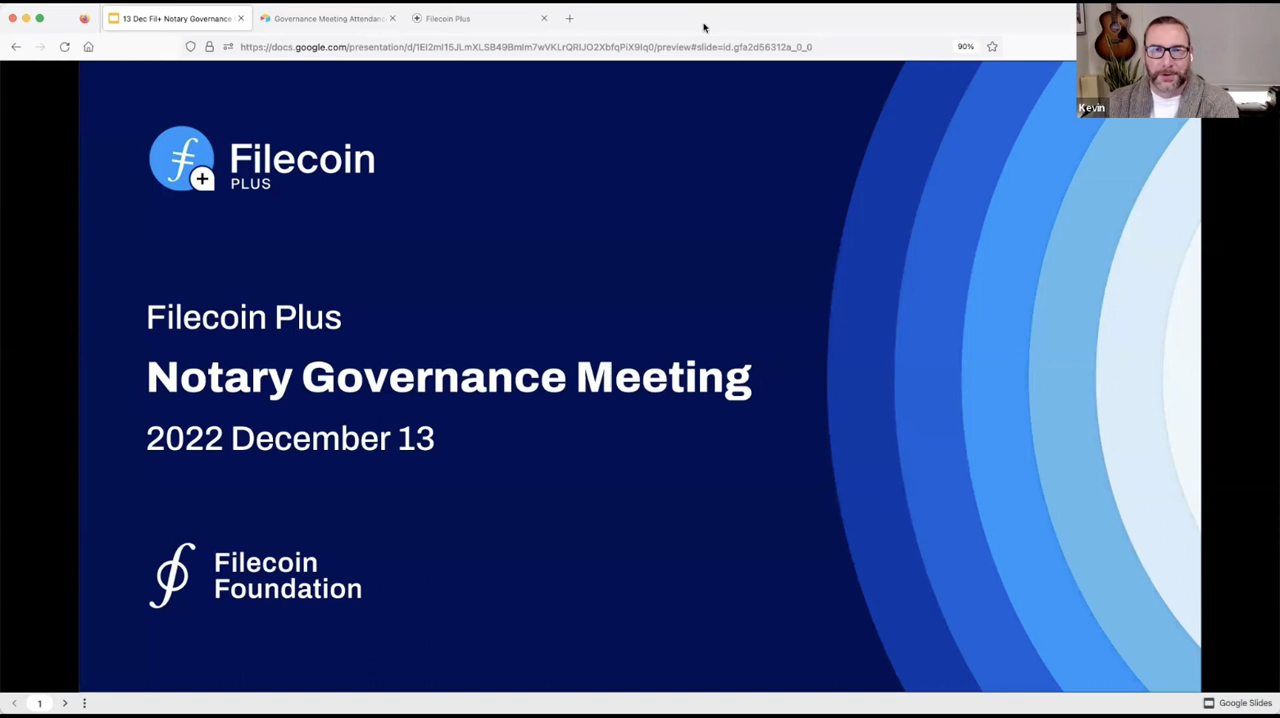 13 Dec Fil+ Notary Governance
Governance Meeting Attendanc
Filecoin Plus
90%
Kevin
Filecoin
PLUS
Filecoin Plus
Notary Governance Meeting
2022 December 13
Filecoin
Foundation
1
Google Slides